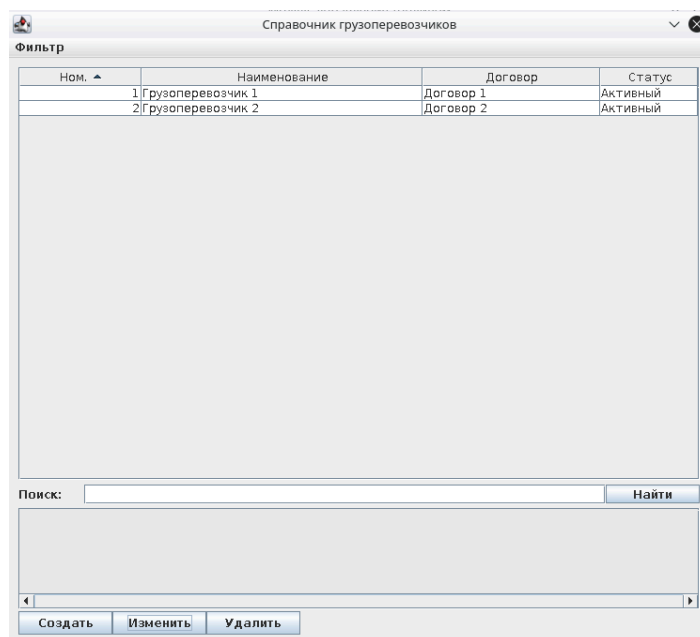 Справочник грузоперевозчиков
Фильтр
Ном. Наименование Договор Статус
1 Грузоперевозчик 1 Договор 1 Активный
2 Грузоперевозчик 2 Договор 2 Активный
Поиск: Найти
Создать Изменить Удалить